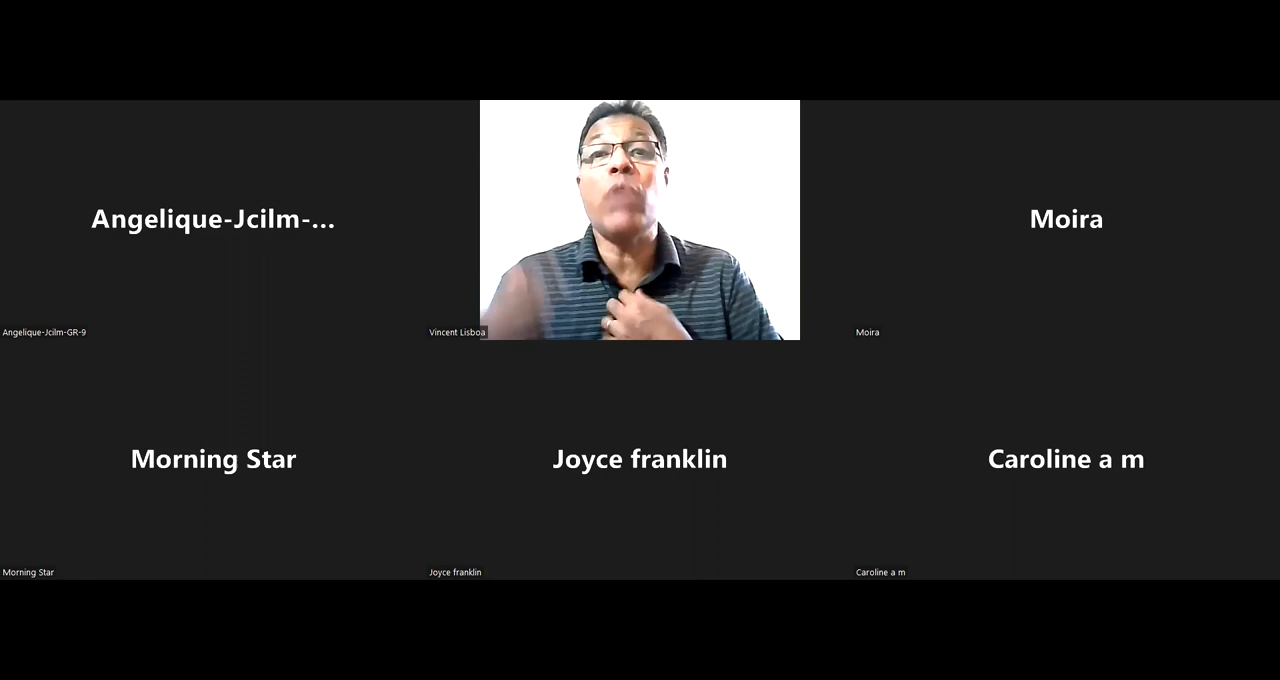 Angelique-Jcilm-...
Moira
Angelique-Jcilm-GR-9
Vincent Lisboa
Moira
Morning Star
Joyce franklin
Caroline a m
Morning Star
Joyce franklin
Caroline a m